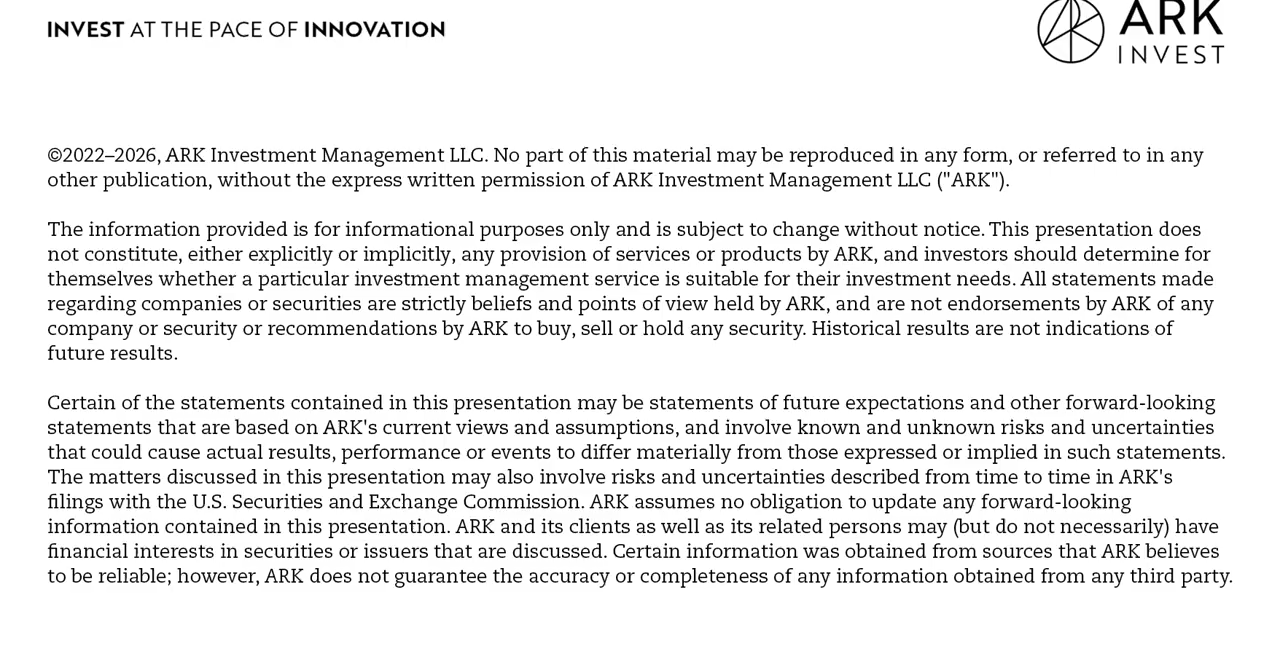 INVEST AT THE PACE OF INNOVATION
ARK
INVEST
©2022–2026, ARK Investment Management LLC. No part of this material may be reproduced in any form, or referred to in any
other publication, without the express written permission of ARK Investment Management LLC ("ARK").
The information provided is for informational purposes only and is subject to change without notice. This presentation does
not constitute, either explicitly or implicitly, any provision of services or products by ARK, and investors should determine for
themselves whether a particular investment management service is suitable for their investment needs. All statements made
regarding companies or securities are strictly beliefs and points of view held by ARK, and are not endorsements by ARK of any
company or security or recommendations by ARK to buy, sell or hold any security. Historical results are not indications of
future results.
Certain of the statements contained in this presentation may be statements of future expectations and other forward-looking
statements that are based on ARK's current views and assumptions, and involve known and unknown risks and uncertainties
that could cause actual results, performance or events to differ materially from those expressed or implied in such statements.
The matters discussed in this presentation may also involve risks and uncertainties described from time to time in ARK's
filings with the U.S. Securities and Exchange Commission. ARK assumes no obligation to update any forward-looking
information contained in this presentation. ARK and its clients as well as its related persons may (but do not necessarily) have
financial interests in securities or issuers that are discussed. Certain information was obtained from sources that ARK believes
to be reliable; however, ARK does not guarantee the accuracy or completeness of any information obtained from any third party.